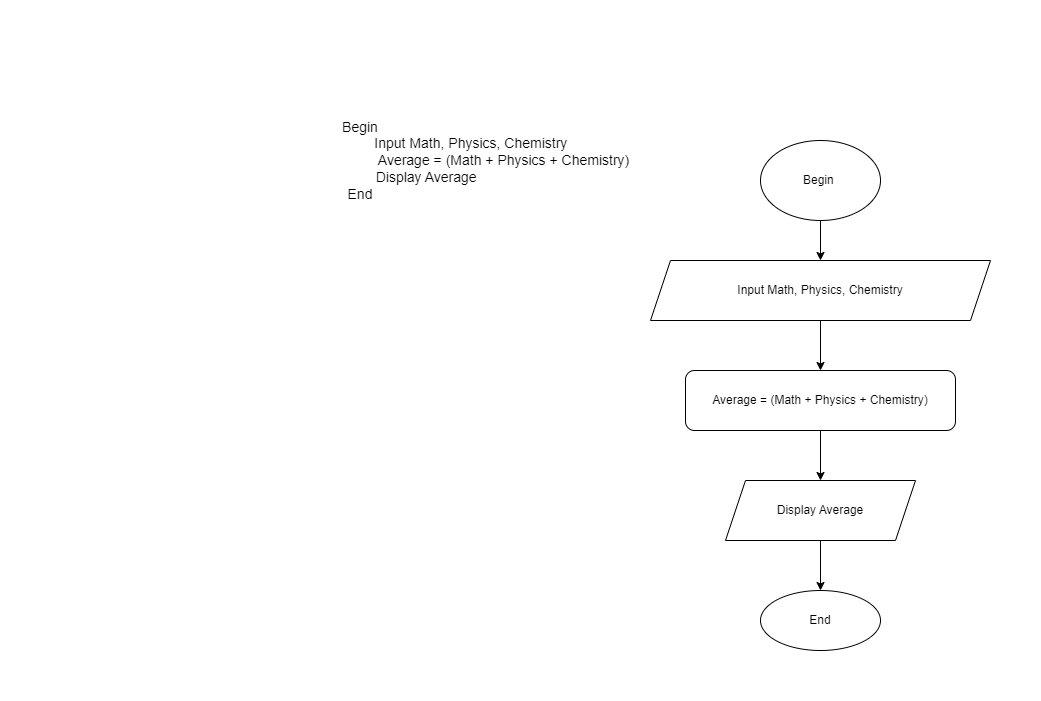 Begin
Input Math, Physics, Chemistry
Average = (Math + Physics + Chemistry)
Display Average
End
Begin
Input Math, Physics, Chemistry
Average = (Math + Physics + Chemistry)
Display Average
End